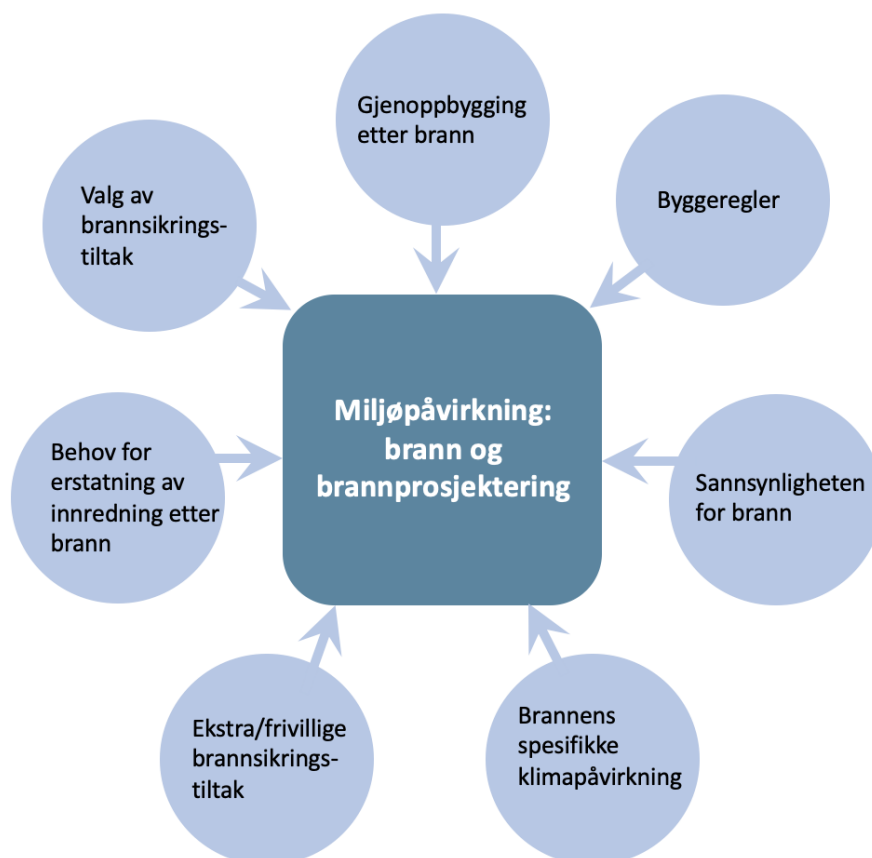 Gjenoppbygging
etter brann
Byggeregler
Valg av
brannsikrings-
tiltak
Miljøpåvirkning:
brann og
brannprosjektering
Behov for
erstatning av
innredning etter
brann
Sannsynligheten
for brann
Ekstra/frivillige
brannsikrings-
tiltak
Brannens
spesifikke
klimapåvirkning